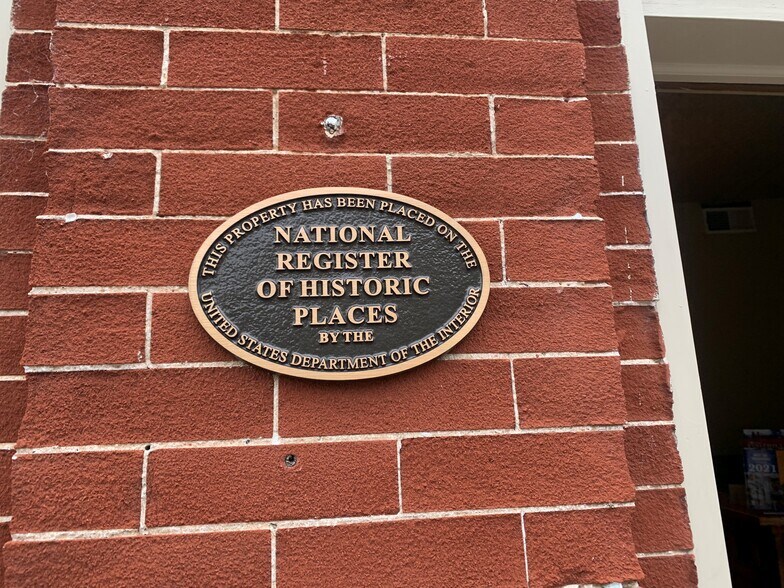 THIS PROPERTY HAS BEEN PLACED ON THE
NATIONAL
REGISTER
OF HISTORIC
PLACES
BY THE
UNITED STATES DEPARTMENT OF THE INTERIOR
2021